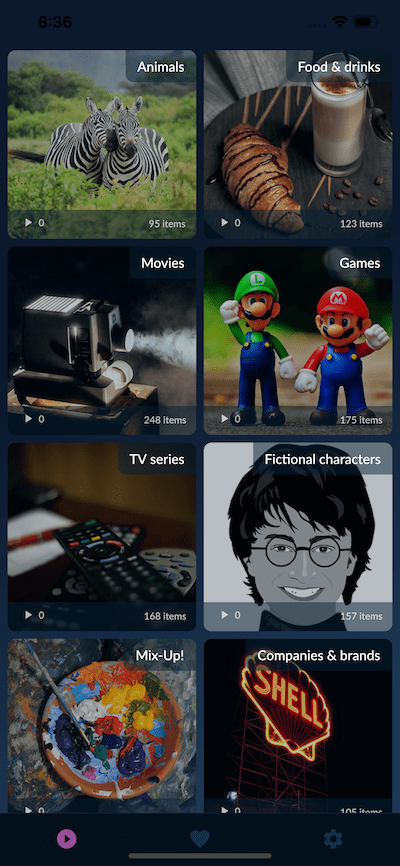 8:36
Animals
Food & drinks
0
95 items
0
123 items
Movies
Games
L
M
0
248 items
0
175 items
TV series
Fictional characters
0
168 items
0
157 items
Mix-Up!
Companies & brands
SHELL
0
0
105 items